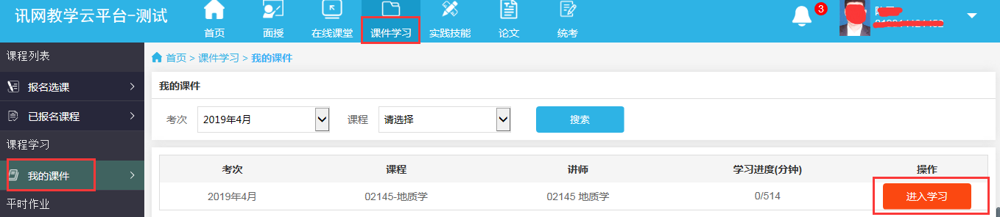 讯网教学云平台-测试
首页 面授 在线课堂 课件学习 实践技能 论文 统考
3
课程列表
报名选课
已报名课程
课程学习
我的课件
平时作业
首页 > 课件学习 > 我的课件
我的课件
考次 2019年4月 课程 请选择 搜索
考次 课程 讲师 学习进度(分钟) 操作
2019年4月 02145-地质学 02145 地质学 0/514 进入学习